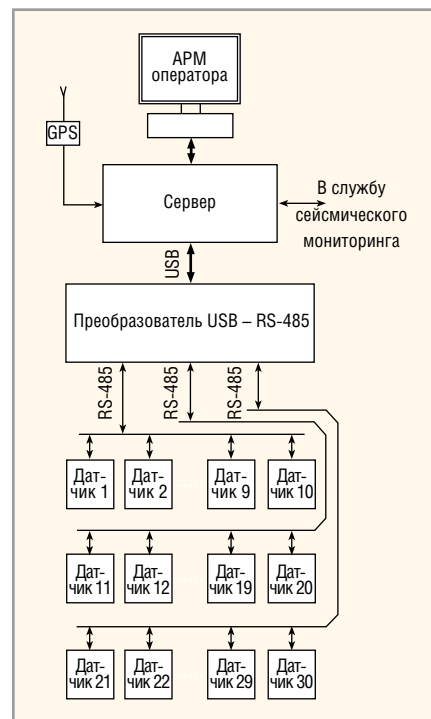 АРМ
оператора
GPS
Сервер
В службу
сейсмического
мониторинга
USB
Преобразователь USB – RS-485
RS-485
RS-485
RS-485
Дат-
чик 1
Дат-
чик 2
Дат-
чик 9
Дат-
чик 10
Дат-
чик 11
Дат-
чик 12
Дат-
чик 19
Дат-
чик 20
Дат-
чик 21
Дат-
чик 22
Дат-
чик 29
Дат-
чик 30